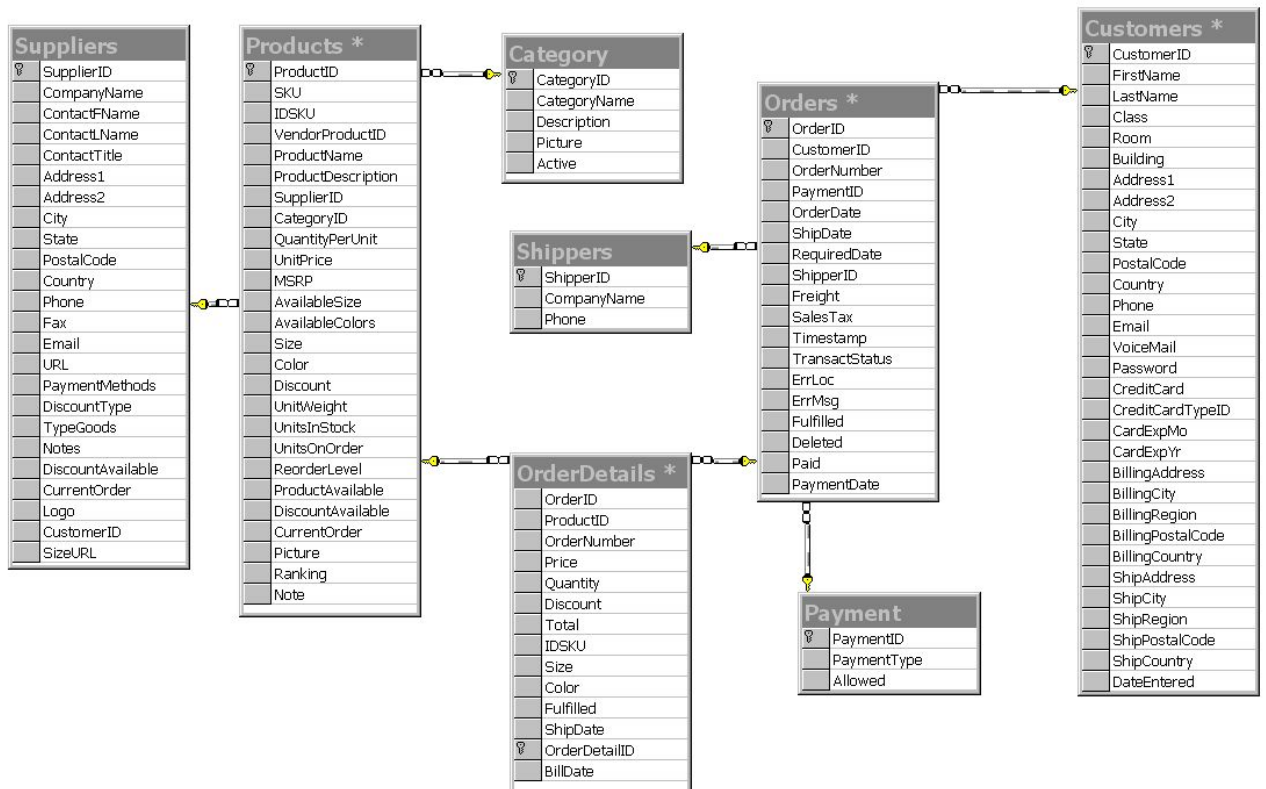 Suppliers
SupplierID
CompanyName
ContactFName
ContactLName
ContactTitle
Address1
Address2
City
State
PostalCode
Country
Phone
Fax
Email
URL
PaymentMethods
DiscountType
TypeGoods
Notes
DiscountAvailable
CurrentOrder
Logo
CustomerID
SizeURL
Products *
ProductID
SKU
IDSKU
VendorProductID
ProductName
ProductDescription
SupplierID
CategoryID
QuantityPerUnit
UnitPrice
MSRP
AvailableSize
AvailableColors
Size
Color
Discount
UnitWeight
UnitsInStock
UnitsOnOrder
ReorderLevel
ProductAvailable
DiscountAvailable
CurrentOrder
Picture
Ranking
Note
Category
CategoryID
CategoryName
Description
Picture
Active
Shippers
ShipperID
CompanyName
Phone
OrderDetails *
OrderID
ProductID
OrderNumber
Price
Quantity
Discount
Total
IDSKU
Size
Color
Fulfilled
ShipDate
OrderDetailID
BillDate
Orders *
OrderID
CustomerID
OrderNumber
PaymentID
OrderDate
ShipDate
RequiredDate
ShipperID
Freight
SalesTax
Timestamp
TransactStatus
ErrLoc
ErrMsg
Fulfilled
Deleted
Paid
PaymentDate
Payment
PaymentID
PaymentType
Allowed
Customers *
CustomerID
FirstName
LastName
Class
Room
Building
Address1
Address2
City
State
PostalCode
Country
Phone
Email
VoiceMail
Password
CreditCard
CreditCardTypeID
CardExpMo
CardExpYr
BillingAddress
BillingCity
BillingRegion
BillingPostalCode
BillingCountry
ShipAddress
ShipCity
ShipRegion
ShipPostalCode
ShipCountry
DateEntered